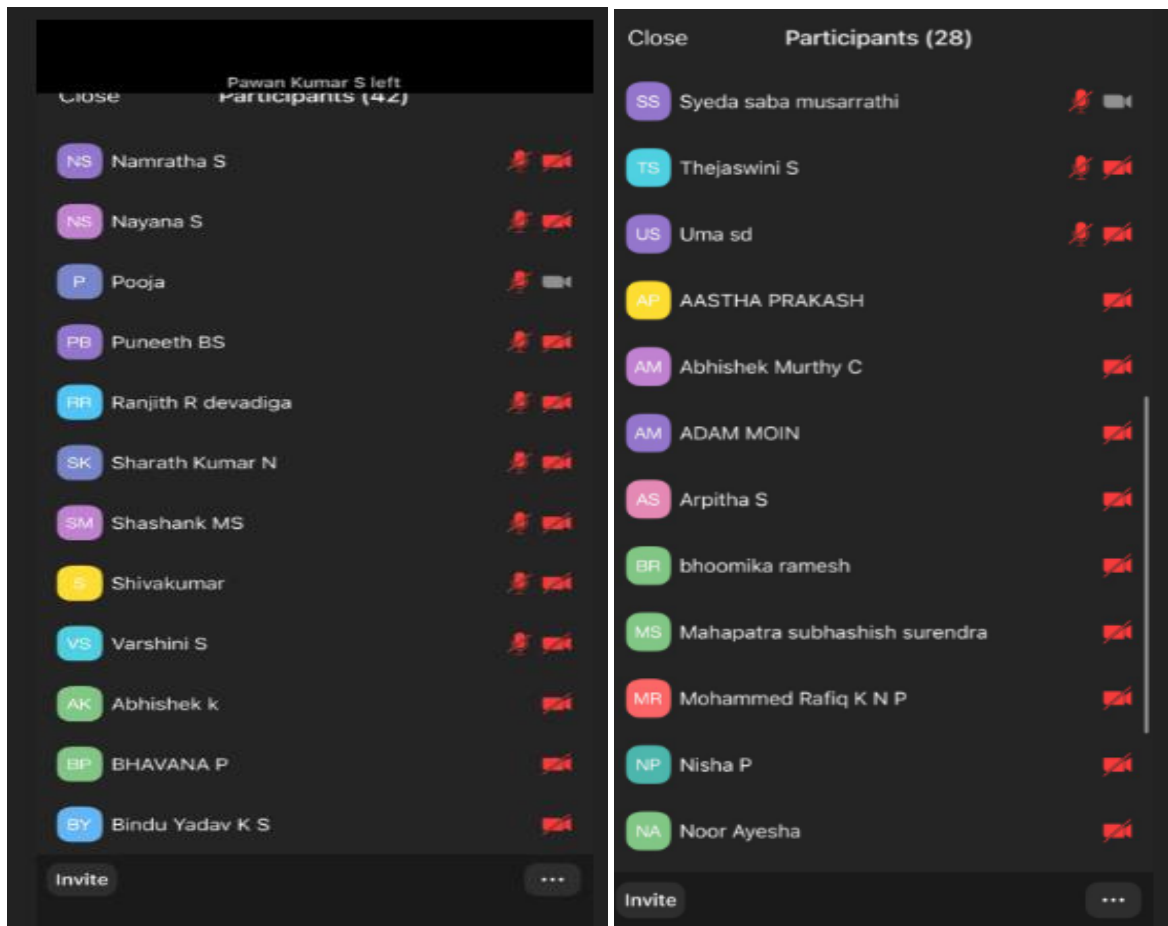 Pawan Kumar S left
Close Participants (42)
NS Namratha S
NS Nayana S
P Pooja
PB Puneeth BS
RR Ranjith R devadiga
SK Sharath Kumar N
SM Shashank MS
S Shivakumar
VS Varshini S
AK Abhishek k
BP BHAVANA P
BY Bindu Yadav K S
Invite
Close Participants (28)
SS Syeda saba musarrathi
TS Thejaswini S
US Uma sd
AP AASTHA PRAKASH
AM Abhishek Murthy C
AM ADAM MOIN
AS Arpitha S
BR bhoomika ramesh
MS Mahapatra subhashish surendra
MR Mohammed Rafiq K N P
NP Nisha P
NA Noor Ayesha
Invite